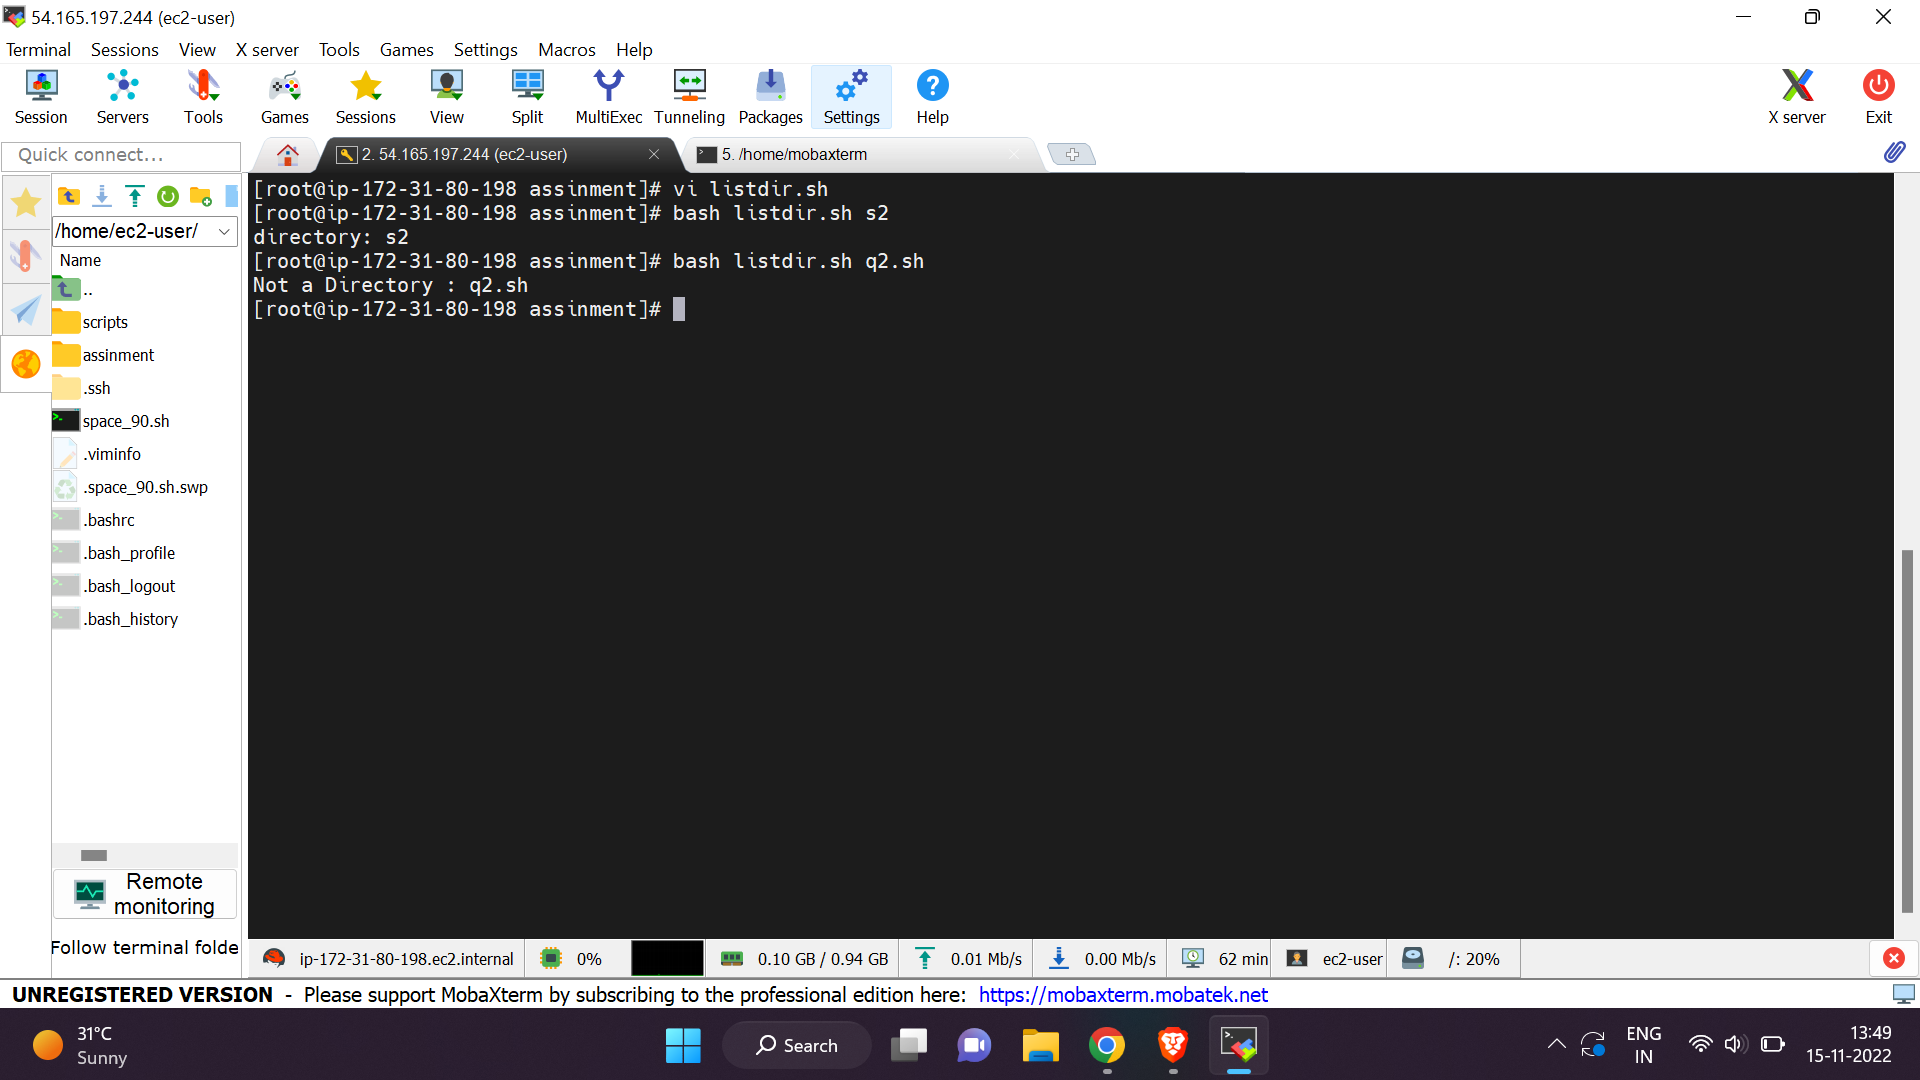 54.165.197.244 (ec2-user)
Terminal Sessions View X server Tools Games Settings Macros Help
Session Servers Tools Games Sessions View Split MultiExec Tunneling Packages Settings Help X server Exit
Quick connect...
2. 54.165.197.244 (ec2-user)
5. /home/mobaxterm
/home/ec2-user/
Name
..
scripts
assinment
.ssh
space_90.sh
.viminfo
.space_90.sh.swp
.bashrc
.bash_profile
.bash_logout
.bash_history
Remote
monitoring
Follow terminal folde
[root@ip-172-31-80-198 assinment]# vi listdir.sh
[root@ip-172-31-80-198 assinment]# bash listdir.sh s2
directory: s2
[root@ip-172-31-80-198 assinment]# bash listdir.sh q2.sh
Not a Directory : q2.sh
[root@ip-172-31-80-198 assinment]#
ip-172-31-80-198.ec2.internal 0% 0.10 GB / 0.94 GB 0.01 Mb/s 0.00 Mb/s 62 min ec2-user /: 20%
UNREGISTERED VERSION - Please support MobaXterm by subscribing to the professional edition here: https://mobaxterm.mobatek.net
31°C
Sunny
Search
ENG
IN
13:49
15-11-2022